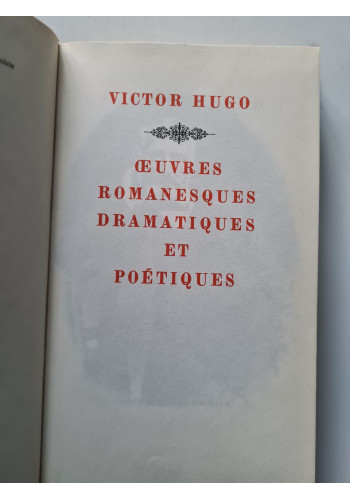 VICTOR HUGO
ŒUVRES
ROMANESQUES
DRAMATIQUES
ET
POÉTIQUES